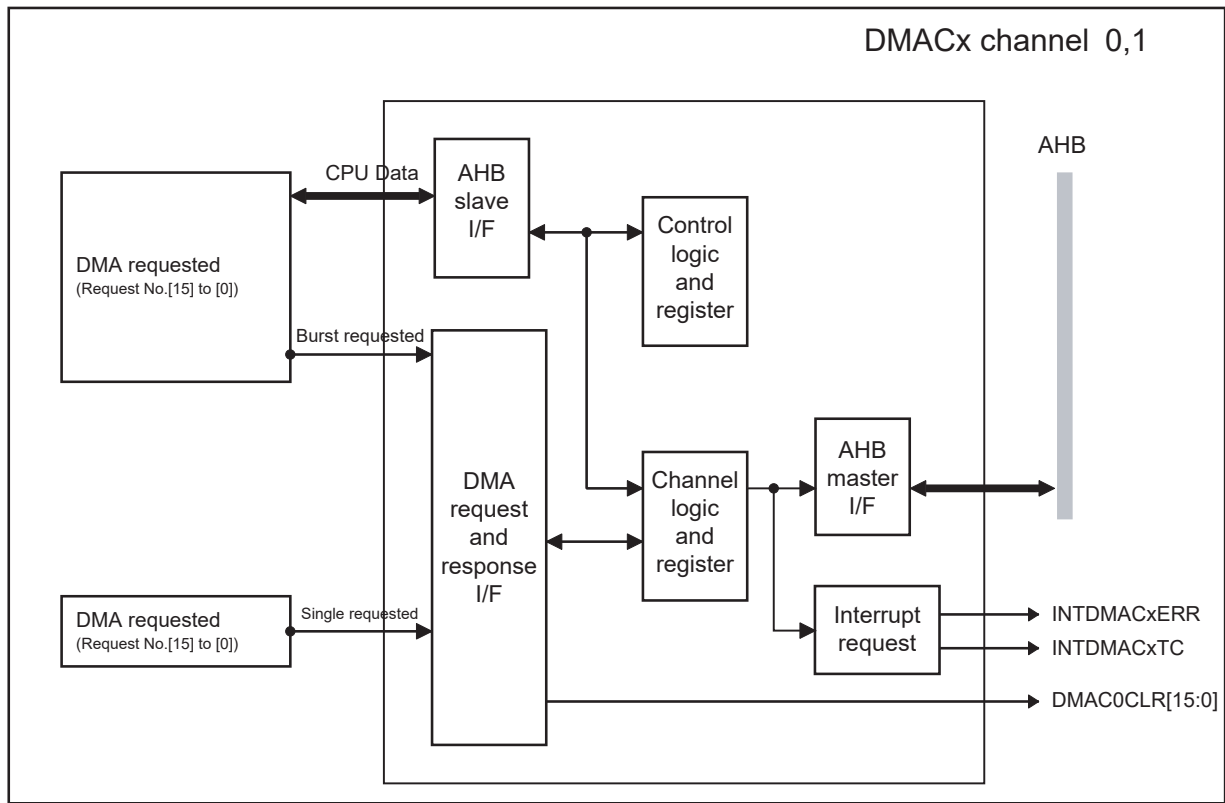 DMACx channel 0,1
AHB
CPU Data
AHB
slave
I/F
Control
logic
and
register
DMA requested
(Request No.[15] to [0])
Burst requested
DMA
request
and
response
I/F
Channel
logic
and
register
AHB
master
I/F
DMA requested
(Request No.[15] to [0])
Single requested
Interrupt
request
INTDMACxERR
INTDMACxTC
DMAC0CLR[15:0]